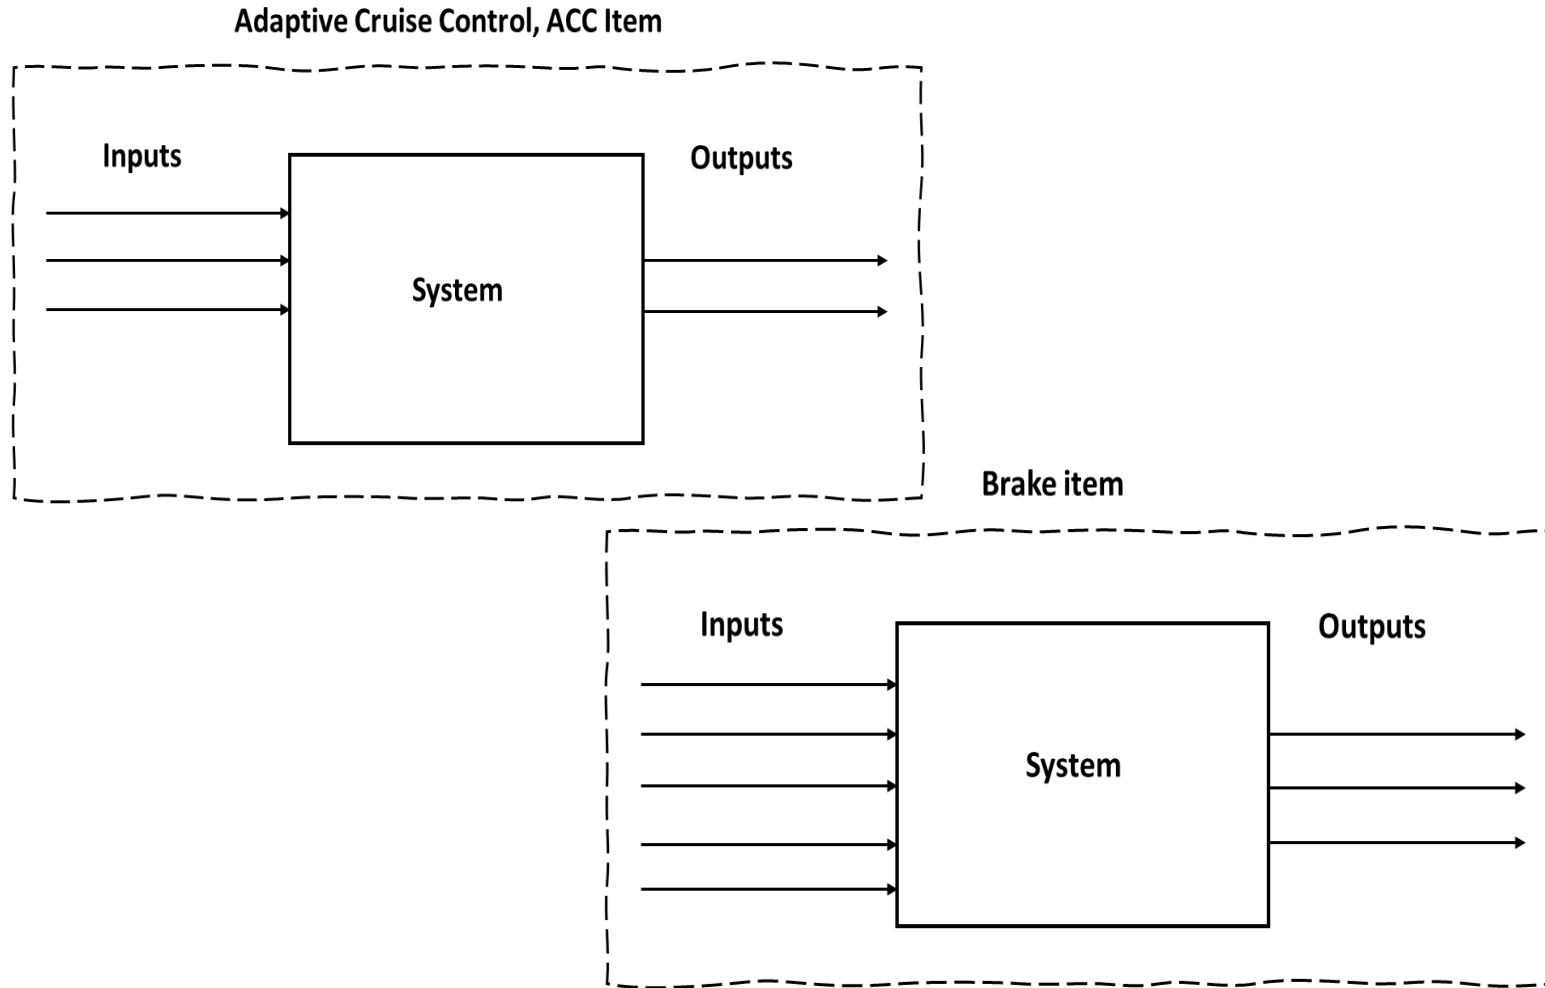 Adaptive Cruise Control, ACC Item
Inputs
Outputs
System
Brake item
Inputs
Outputs
System